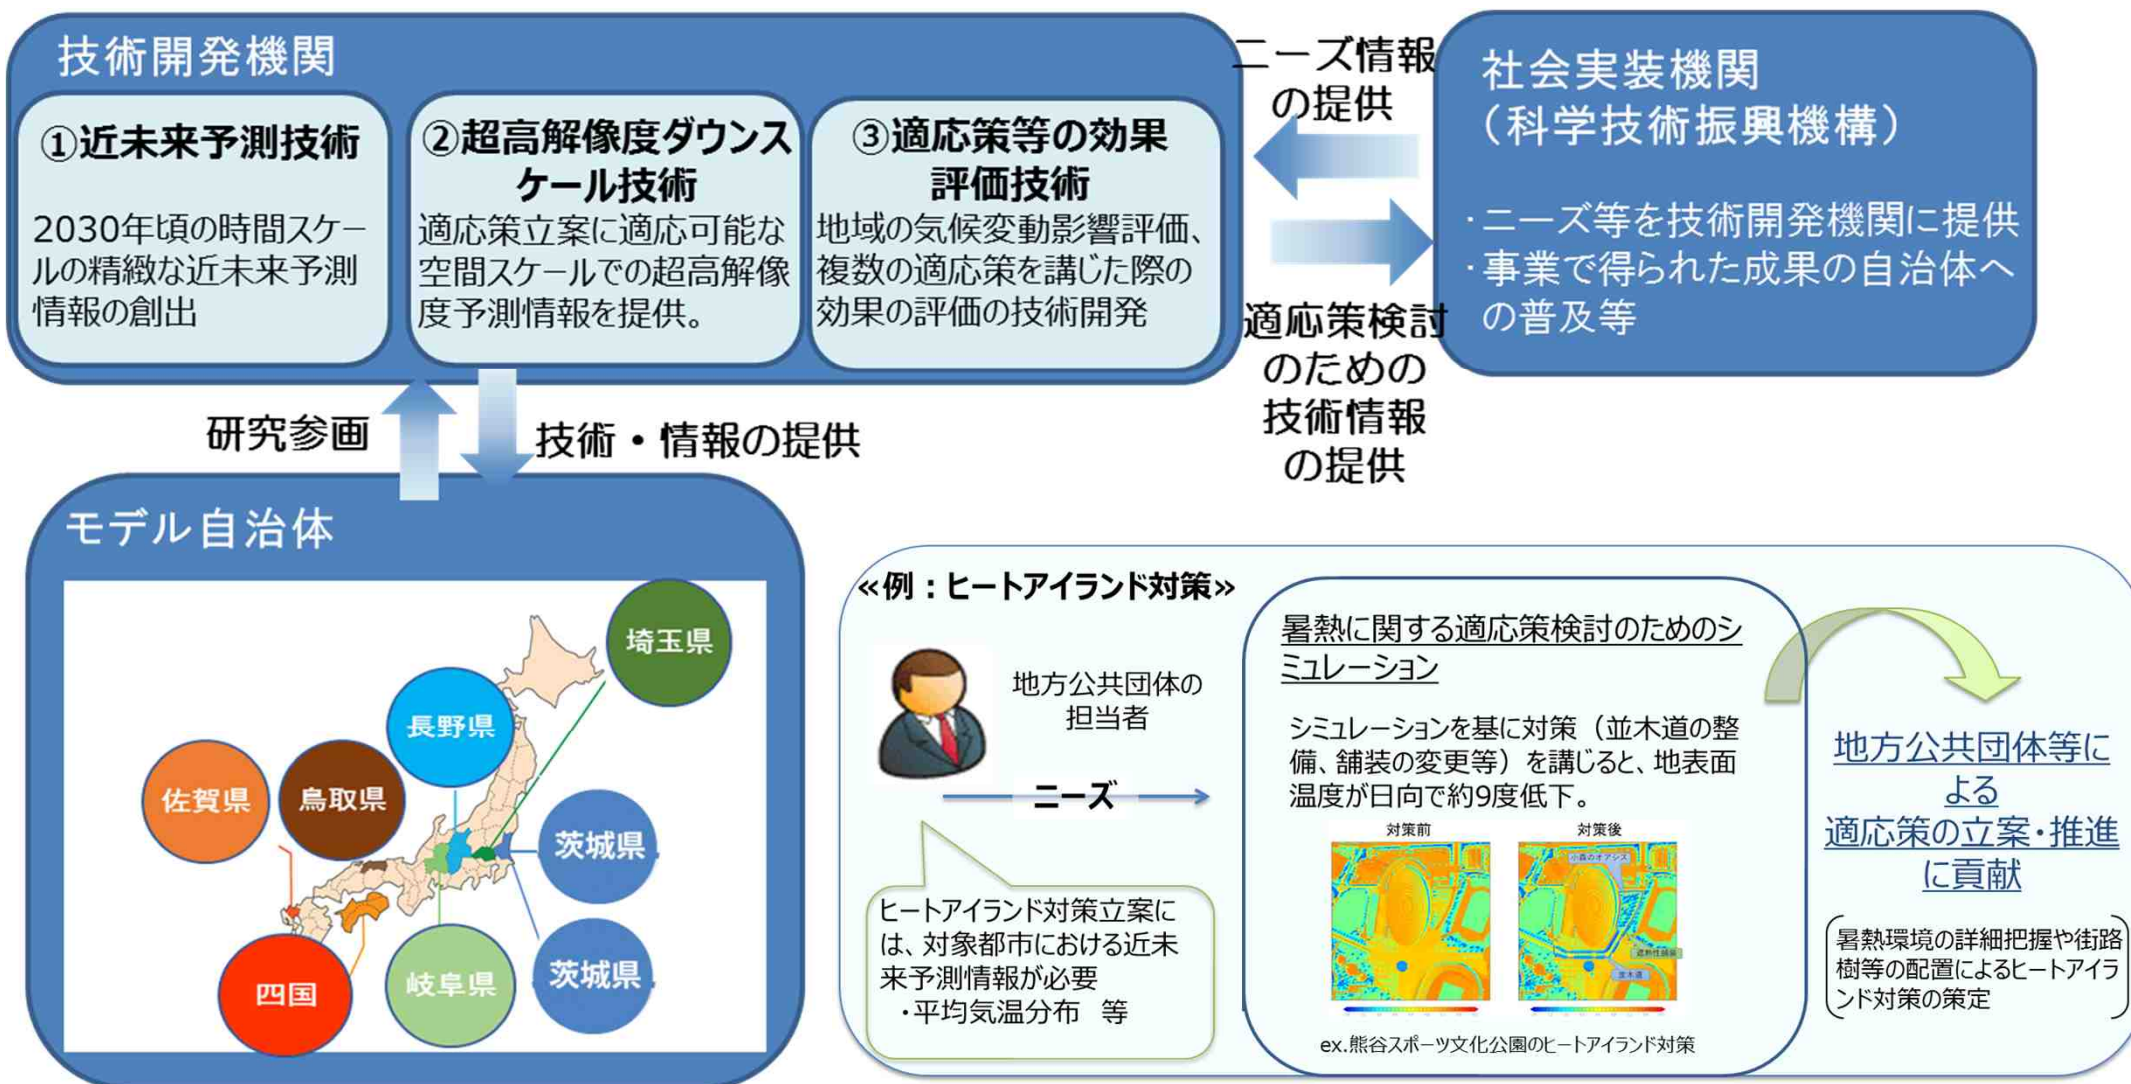 技術開発機関
①近未来予測技術
2030年頃の時間スケー
ルの精緻な近未来予測
情報の創出
②超高解像度ダウンス
ケール技術
適応策立案に適応可能な
空間スケールでの超高解像
度予測情報を提供。
③適応策等の効果
評価技術
地域の気候変動影響評価、
複数の適応策を講じた際の
効果の評価の技術開発
ニーズ情報
の提供
適応策検討
のための
技術情報
の提供
社会実装機関
（科学技術振興機構）
・ニーズ等を技術開発機関に提供
・事業で得られた成果の自治体へ
の普及等
研究参画
技術・情報の提供
モデル自治体
埼玉県
長野県
佐賀県
鳥取県
茨城県
茨城県
岐阜県
四国
≪例：ヒートアイランド対策≫
地方公共団体の
担当者
ニーズ
ヒートアイランド対策立案に
は、対象都市における近未
来予測情報が必要
・平均気温分布　等
暑熱に関する適応策検討のためのシ
ミュレーション
シミュレーションを基に対策（並木道の整
備、舗装の変更等）を講じると、地表面
温度が日向で約9度低下。
対策前
対策後
小森のオアシス
遮熱性舗装
並木道
ex.熊谷スポーツ文化公園のヒートアイランド対策
地方公共団体等に
よる
適応策の立案・推進
に貢献
暑熱環境の詳細把握や街路
樹等の配置によるヒートアイラ
ンド対策の策定